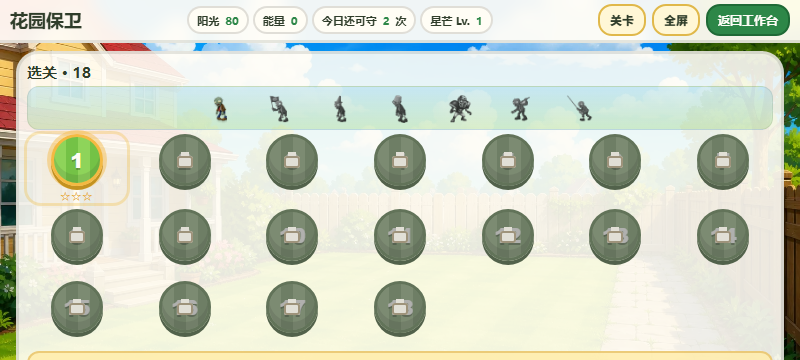 花园保卫
阳光 80
能量 0
今日还可守 2 次
星芒 Lv. 1
关卡
全屏
返回工作台
选关 • 18
1
☆☆☆